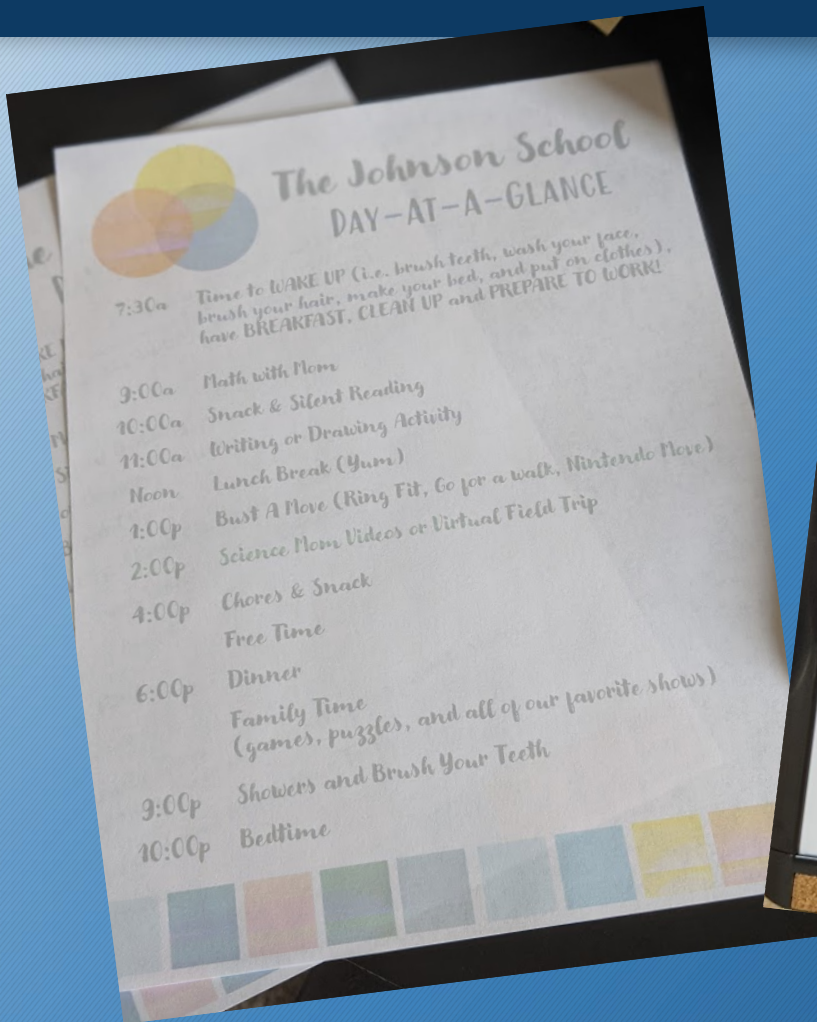 The Johnson School
DAY-AT-A-GLANCE
7:30a Time to WAKE UP (i.e. brush teeth, wash your face,
brush your hair, make your bed, and put on clothes),
have BREAKFAST, CLEAN UP and PREPARE TO WORK!
9:00a Math with Mom
10:00a Snack & Silent Reading
11:00a Writing or Drawing Activity
Noon Lunch Break (Yum)
1:00p Bust A Move (Ring Fit, Go for a walk, Nintendo Move)
2:00p Science Mom Videos or Virtual Field Trip
4:00p Chores & Snack
Free Time
6:00p Dinner
Family Time
(games, puzzles, and all of our favorite shows)
9:00p Showers and Brush Your Teeth
10:00p Bedtime